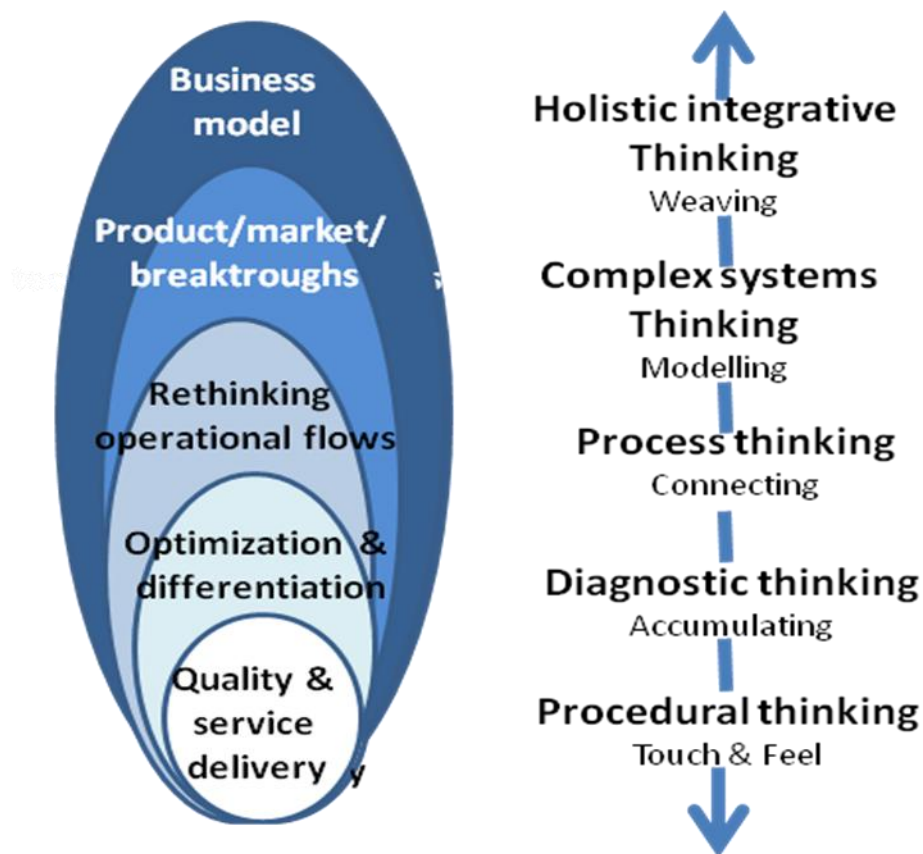 Business
model
Product/market/
breaktroughs
Rethinking
operational flows
Optimization &
differentiation
Quality &
service
delivery y
Holistic integrative
Thinking
Weaving
Complex systems
Thinking
Modelling
Process thinking
Connecting
Diagnostic thinking
Accumulating
Procedural thinking
Touch & Feel